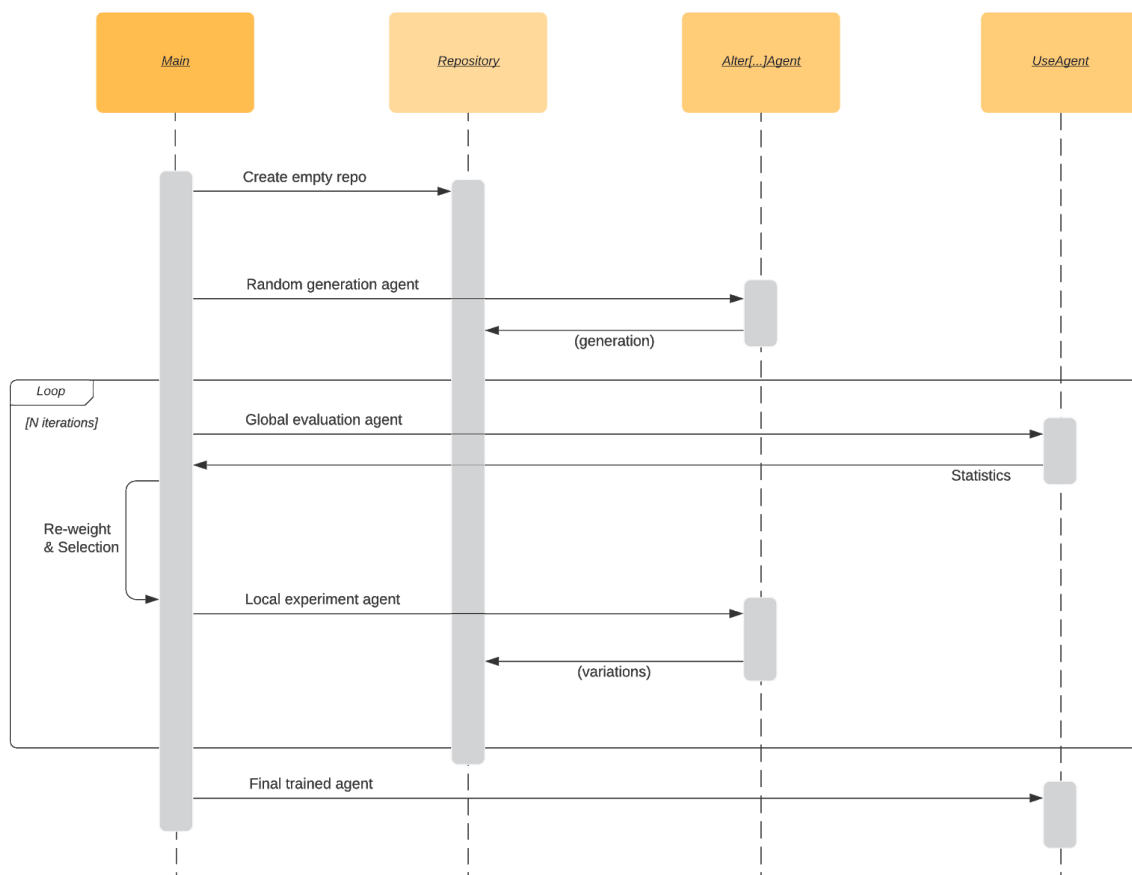 Main
Repository
Alter[...]Agent
UseAgent
Create empty repo
Random generation agent
(generation)
Loop
[N iterations]
Global evaluation agent
Statistics
Re-weight
& Selection
Local experiment agent
(variations)
Final trained agent